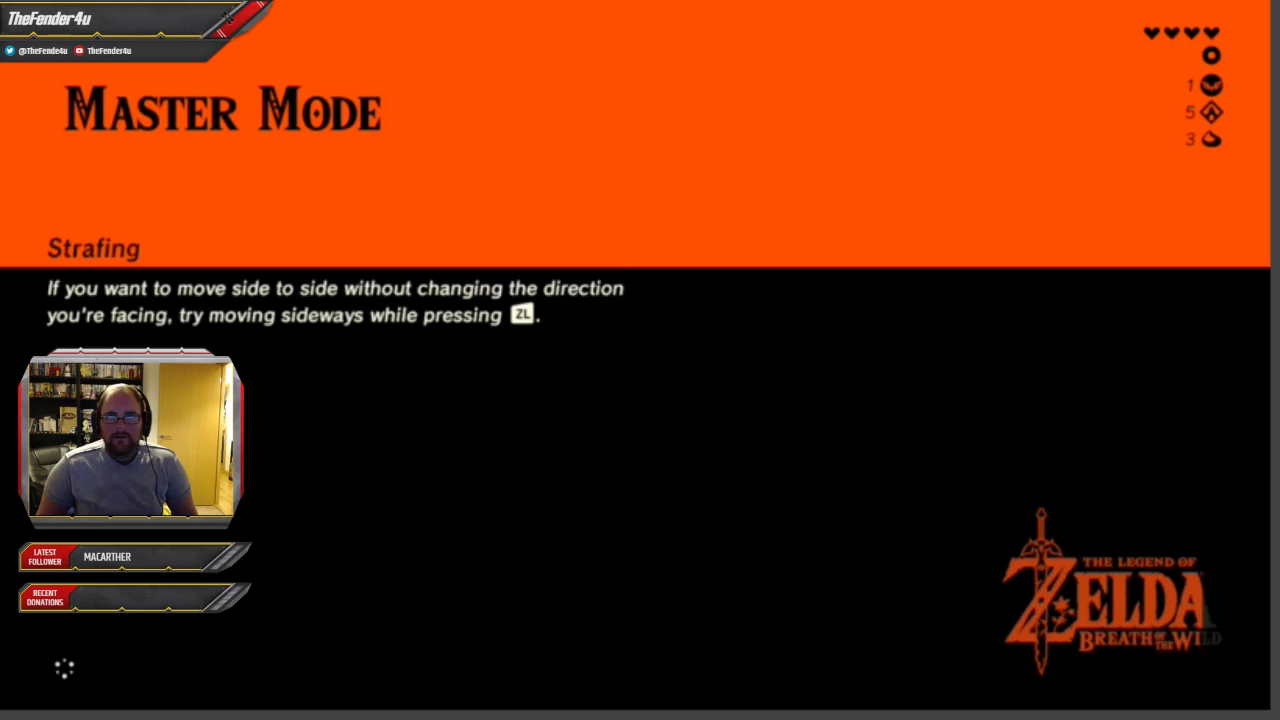 TheFender4u
@TheFende4u TheFender4u
MASTER MODE
1
5
3
Strafing
If you want to move side to side without changing the direction
you're facing, try moving sideways while pressing ZL.
LATEST
FOLLOWER
MACARTHER
RECENT
DONATIONS
THE LEGEND OF
ZELDA
BREATH OF THE WILD